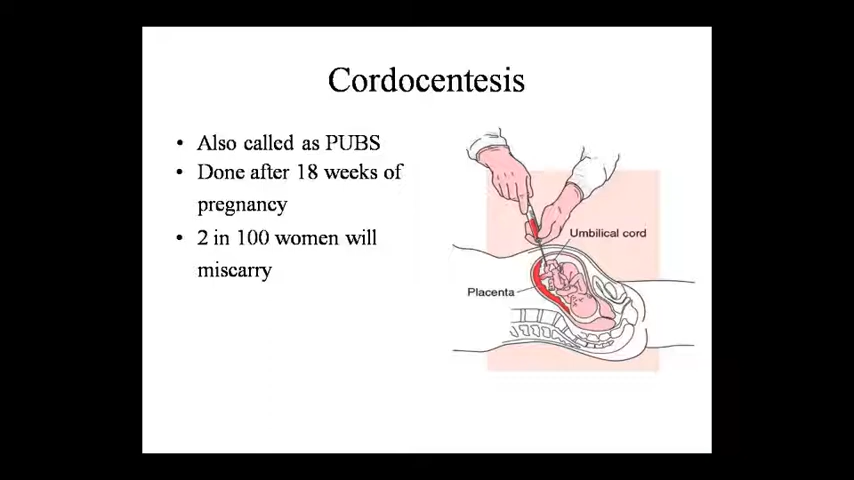 Cordocentesis
• Also called as PUBS
• Done after 18 weeks of
pregnancy
• 2 in 100 women will
miscarry
Umbilical cord
Placenta